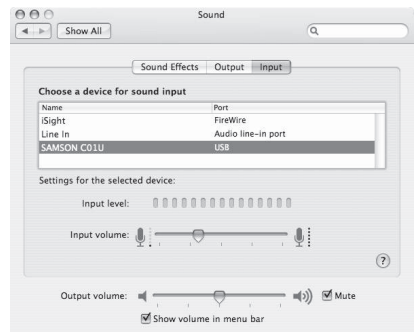 Sound
Show All
Sound Effects Output Input
Choose a device for sound input
Name Port
iSight FireWire
Line In Audio line-in port
SAMSON C01U USB
Settings for the selected device:
Input level:
Input volume:
?
Output volume: Mute
Show volume in menu bar